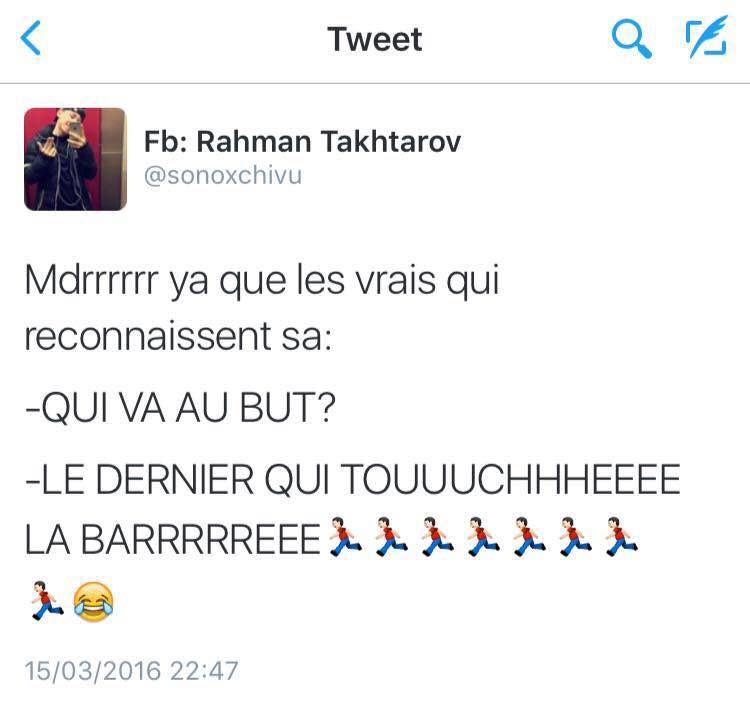 Tweet
Fb: Rahman Takhtarov
@sonoxchivu
Mdrrrrrr ya que les vrais qui
reconnaissent sa:
-QUI VA AU BUT?
-LE DERNIER QUI TOUUUCHHHEEEE
LA BARRRRREEE🏃🏃🏃🏃🏃🏃🏃
🏃😂
15/03/2016 22:47